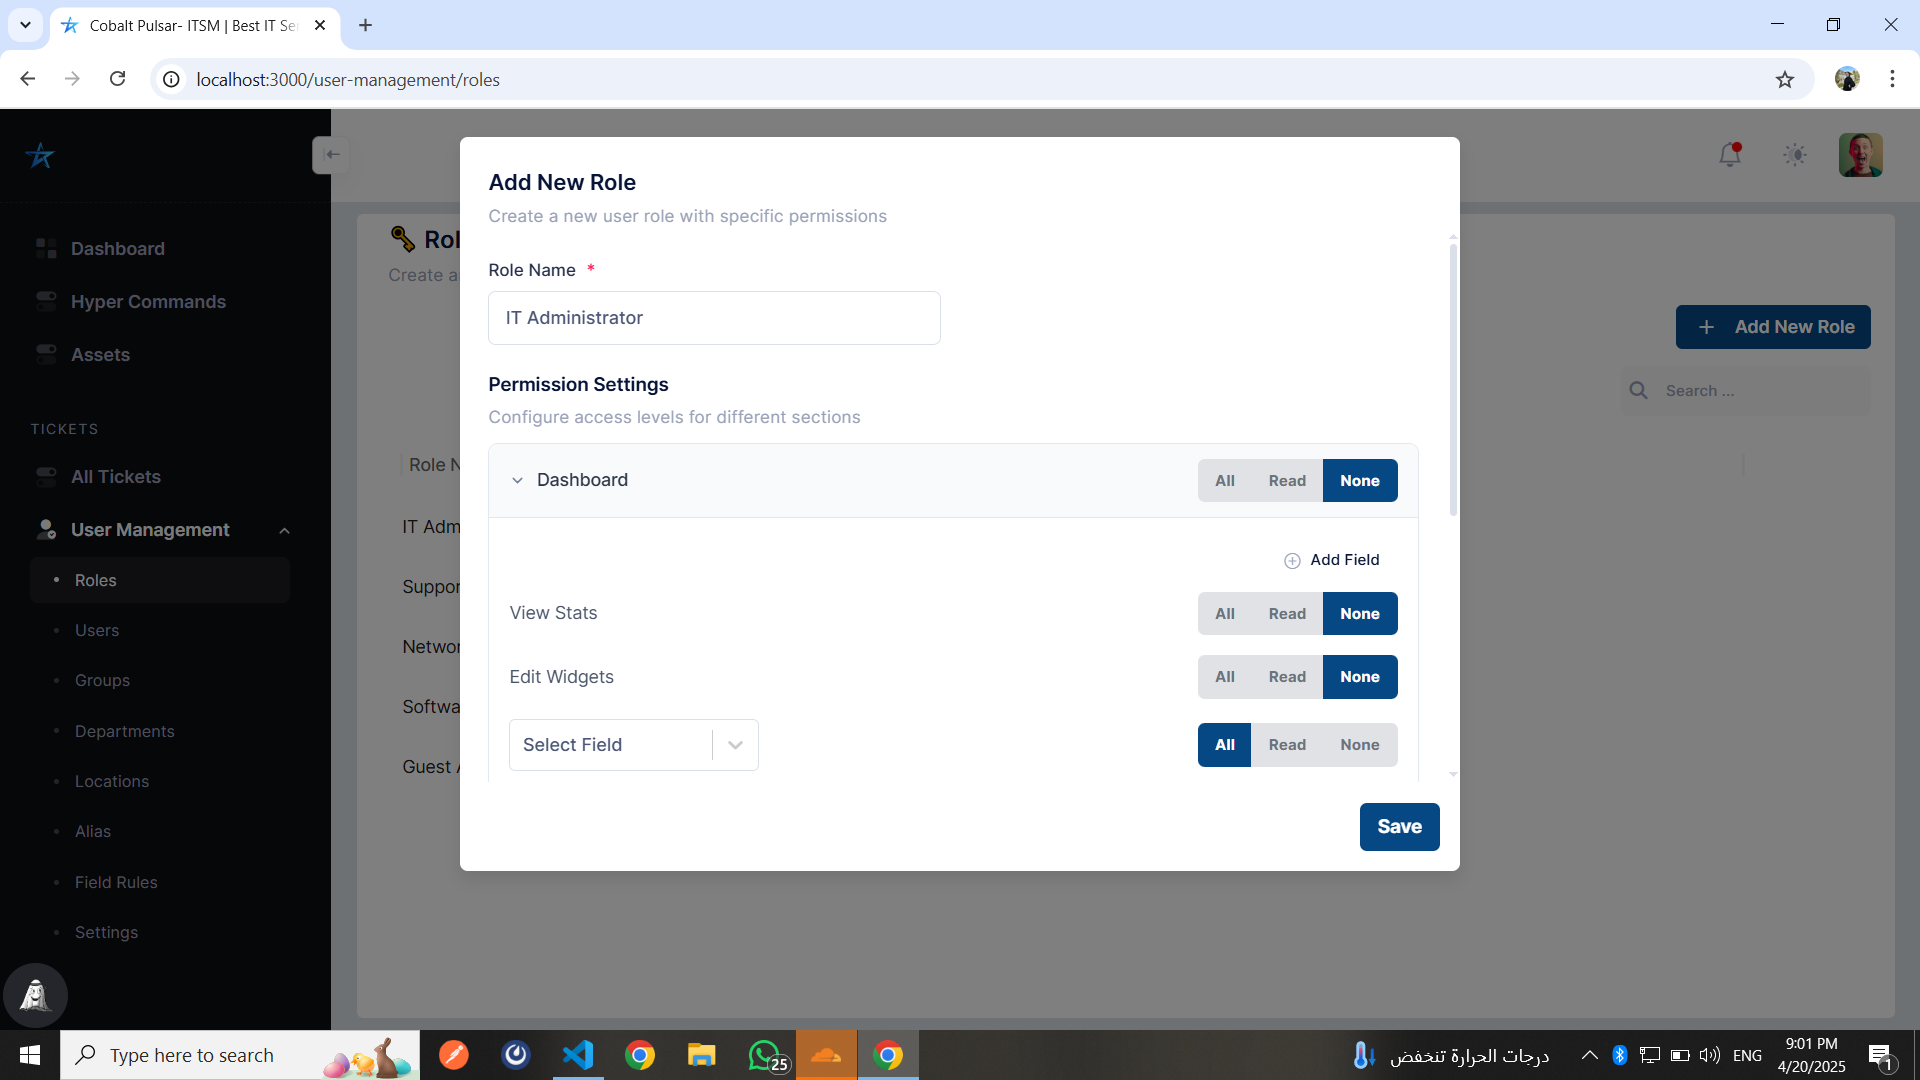 Cobalt Pulsar- ITSM | Best IT Se
localhost:3000/user-management/roles
Dashboard
Hyper Commands
Assets
TICKETS
All Tickets
User Management
Roles
Users
Groups
Departments
Locations
Alias
Field Rules
Settings
Rol
Create a
Add New Role
Search ...
Role N
IT Adm
Suppor
Networ
Softwa
Guest A
Add New Role
Create a new user role with specific permissions
Role Name *
IT Administrator
Permission Settings
Configure access levels for different sections
Dashboard All Read None
Add Field
View Stats All Read None
Edit Widgets All Read None
Select Field All Read None
Save
Type here to search
25
درجات الحرارة تنخفض
ENG
9:01 PM
4/20/2025
1